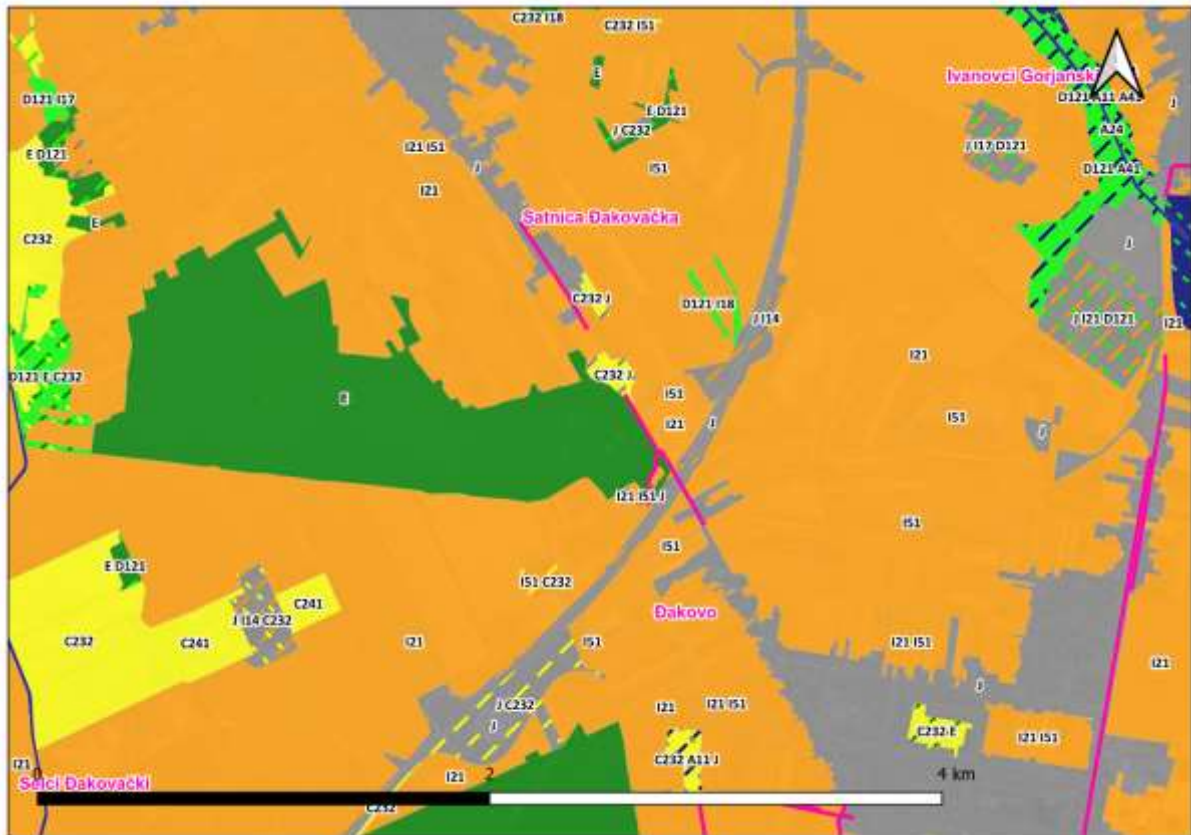 C232 I18
C232 I51
E
D121 I17
E D121
J C232
E D121
I21 I51
J
I51
I21
Ivanovci Gorjanski
D121 A11 A41
J
A24
J I17 D121
D121 A41
E
C232
Satnica Đakovačka
J
C232 J
D121 I18
J I14
J I21 D121
I21
I21
D121 E C232
C232 J
E
I51
I21
J
I51
J
I21 I51 J
I51
I51
E D121
I51 C232
C241
J I14 C232
Đakovo
C232
C241
I21
I51
I21 I51
I21
J C232
J
I21
I21 I51
J
C232 E
I21 I51
C232 A11 J
I21
I21
Selci Đakovački
0
2
4 km
C232